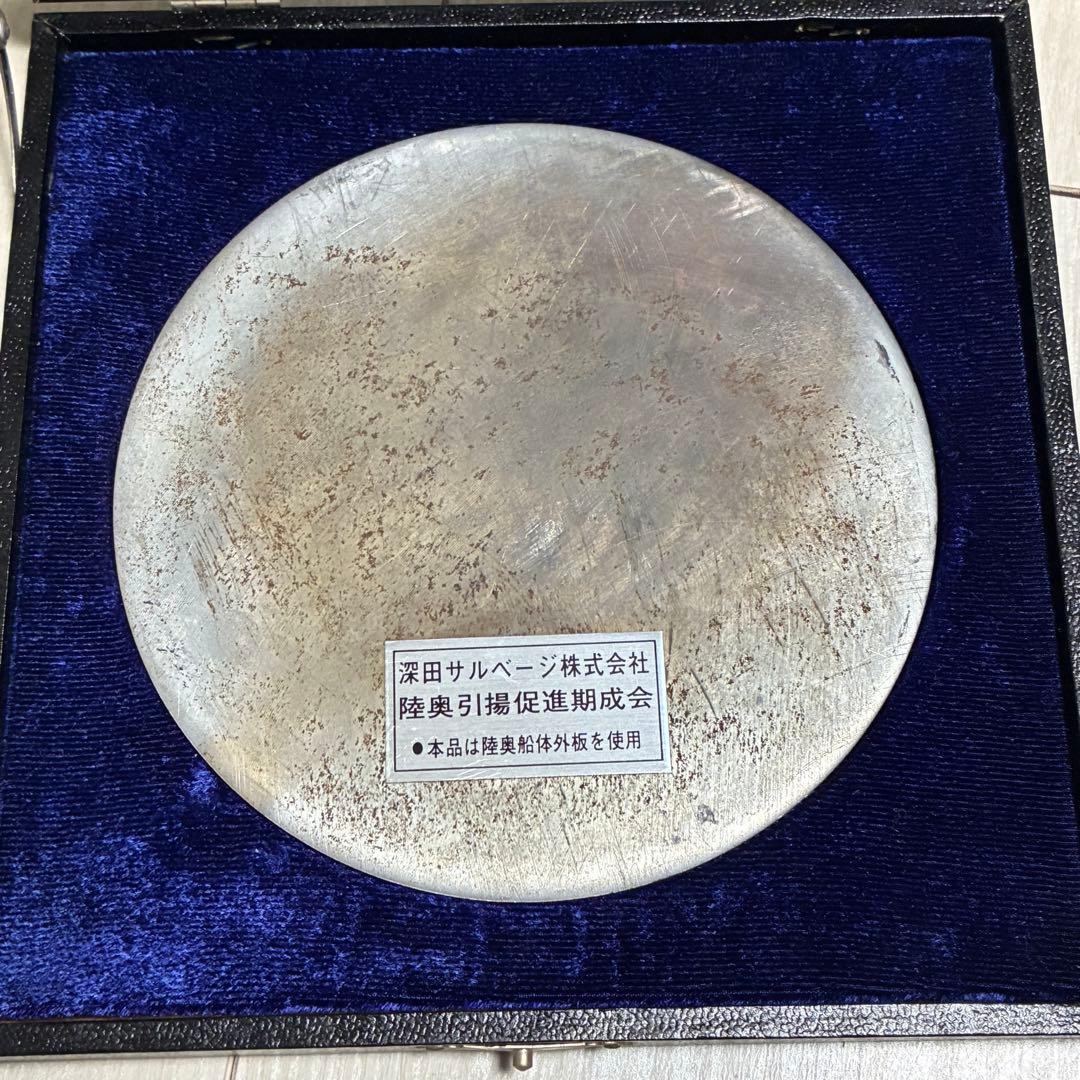 深田サルベージ株式会社
陸奥引揚促進期成会
●本品は陸奥船体外板を使用